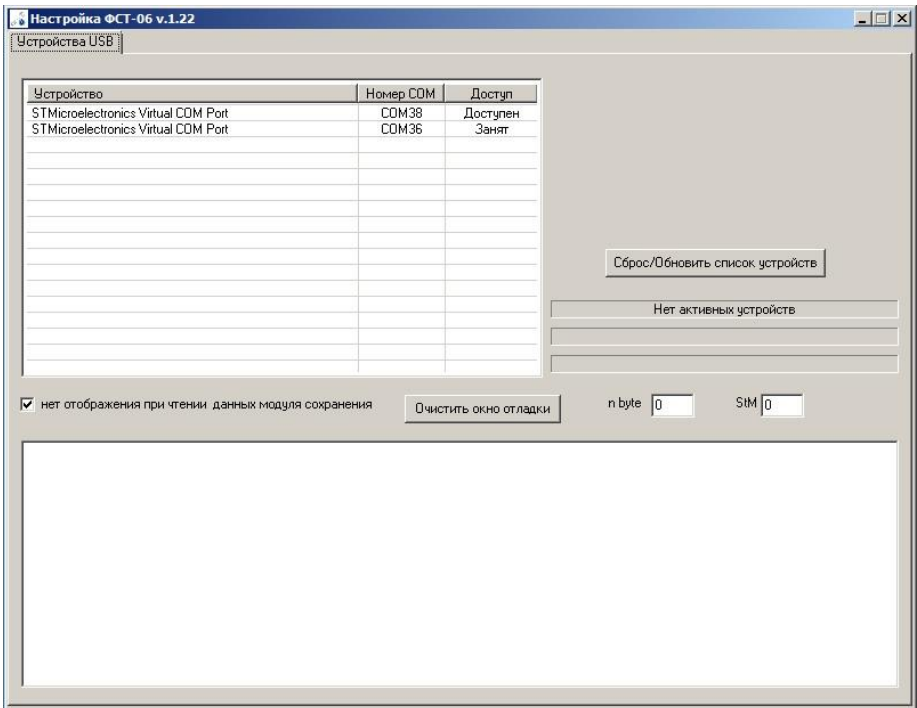 Настройка ФСТ-06 v.1.22
Устройства USB
Устройство Номер COM Доступ
STMicroelectronics Virtual COM Port COM38 Доступен
STMicroelectronics Virtual COM Port COM36 Занят
Сброс/Обновить список устройств
Нет активных устройств
нет отображения при чтении данных модуля сохранения
Очистить окно отладки
n byte 0
StM 0